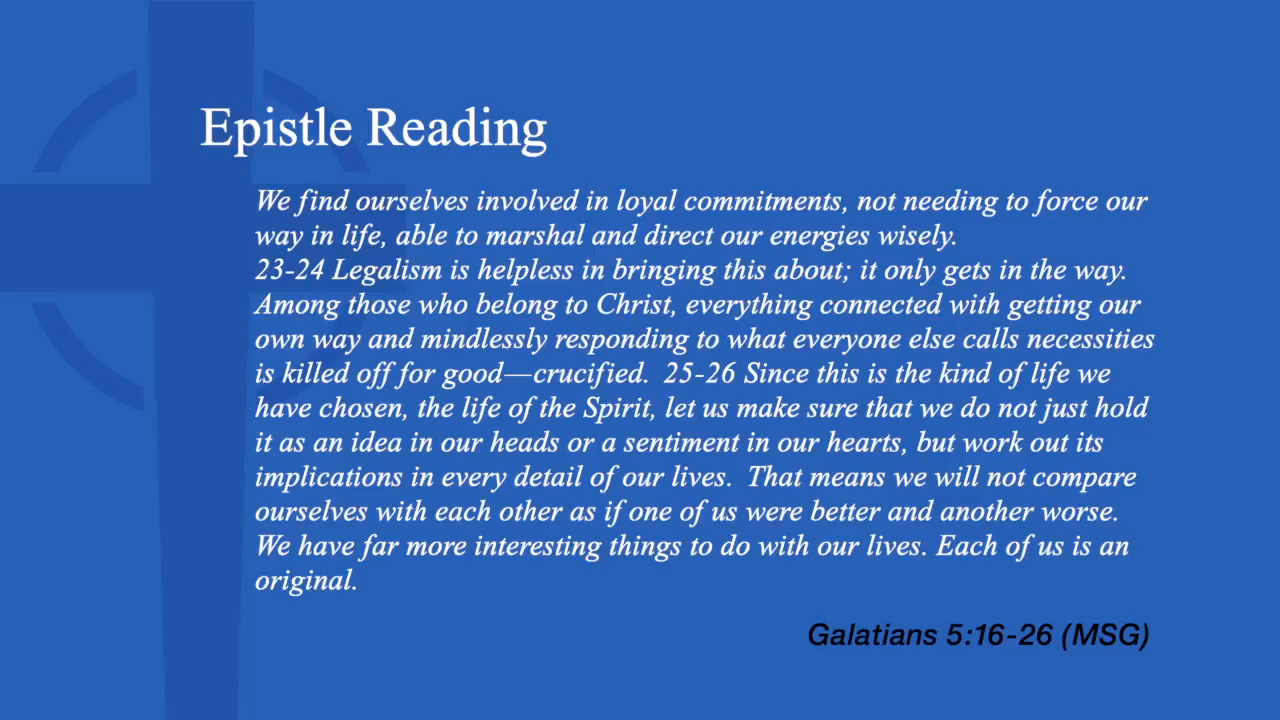 Epistle Reading
We find ourselves involved in loyal commitments, not needing to force our
way in life, able to marshal and direct our energies wisely.
23-24 Legalism is helpless in bringing this about; it only gets in the way.
Among those who belong to Christ, everything connected with getting our
own way and mindlessly responding to what everyone else calls necessities
is killed off for good—crucified.  25-26 Since this is the kind of life we
have chosen, the life of the Spirit, let us make sure that we do not just hold
it as an idea in our heads or a sentiment in our hearts, but work out its
implications in every detail of our lives.  That means we will not compare
ourselves with each other as if one of us were better and another worse.
We have far more interesting things to do with our lives. Each of us is an
original.
Galatians 5:16-26 (MSG)